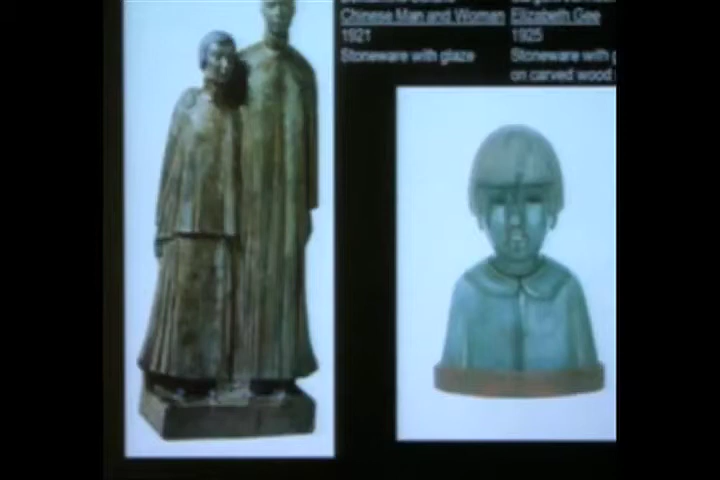 Chinese Man and Woman
1921
Stoneware with glaze
Elizabeth Gee
1925
Stoneware with
on carved wood